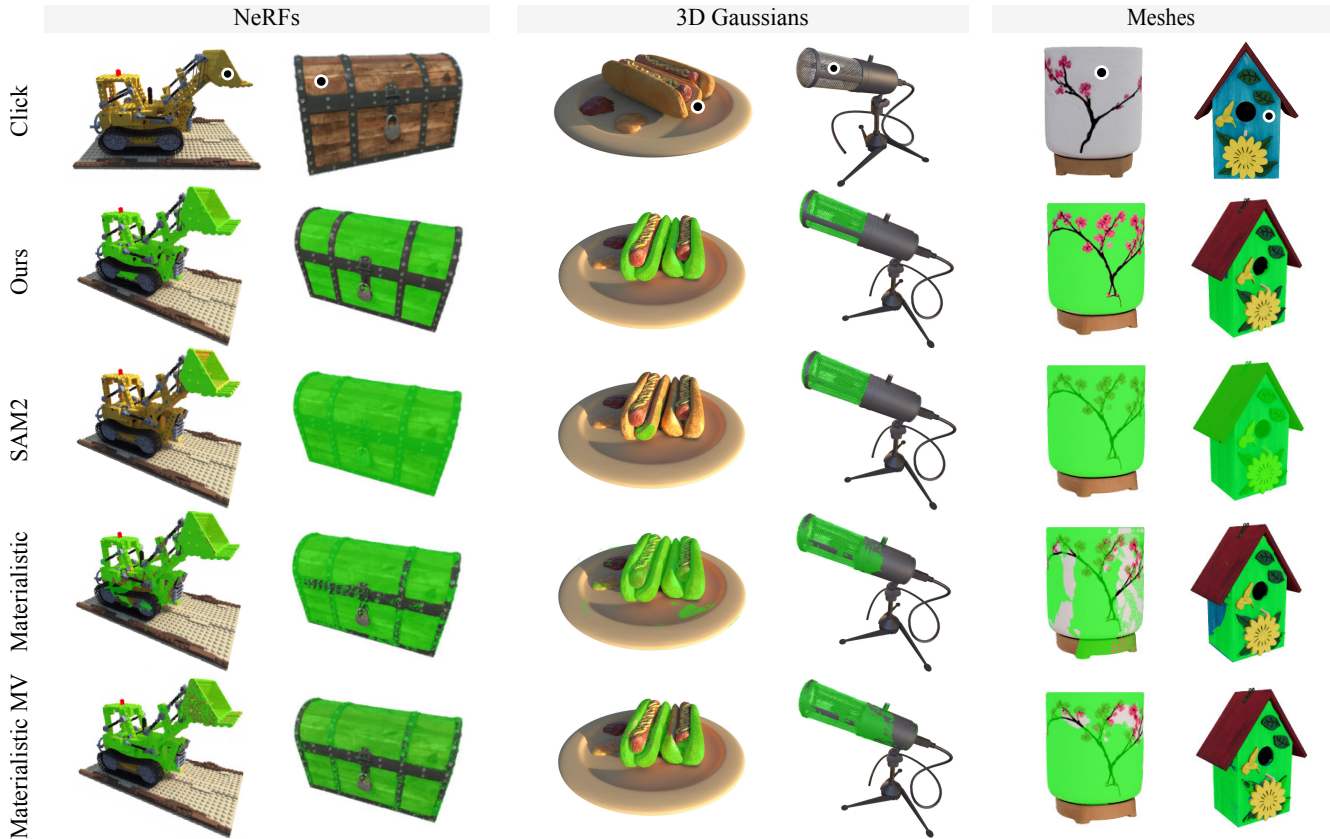 NeRFs
3D Gaussians
Meshes
Click
Ours
SAM2
Materialistic
Materialistic MV